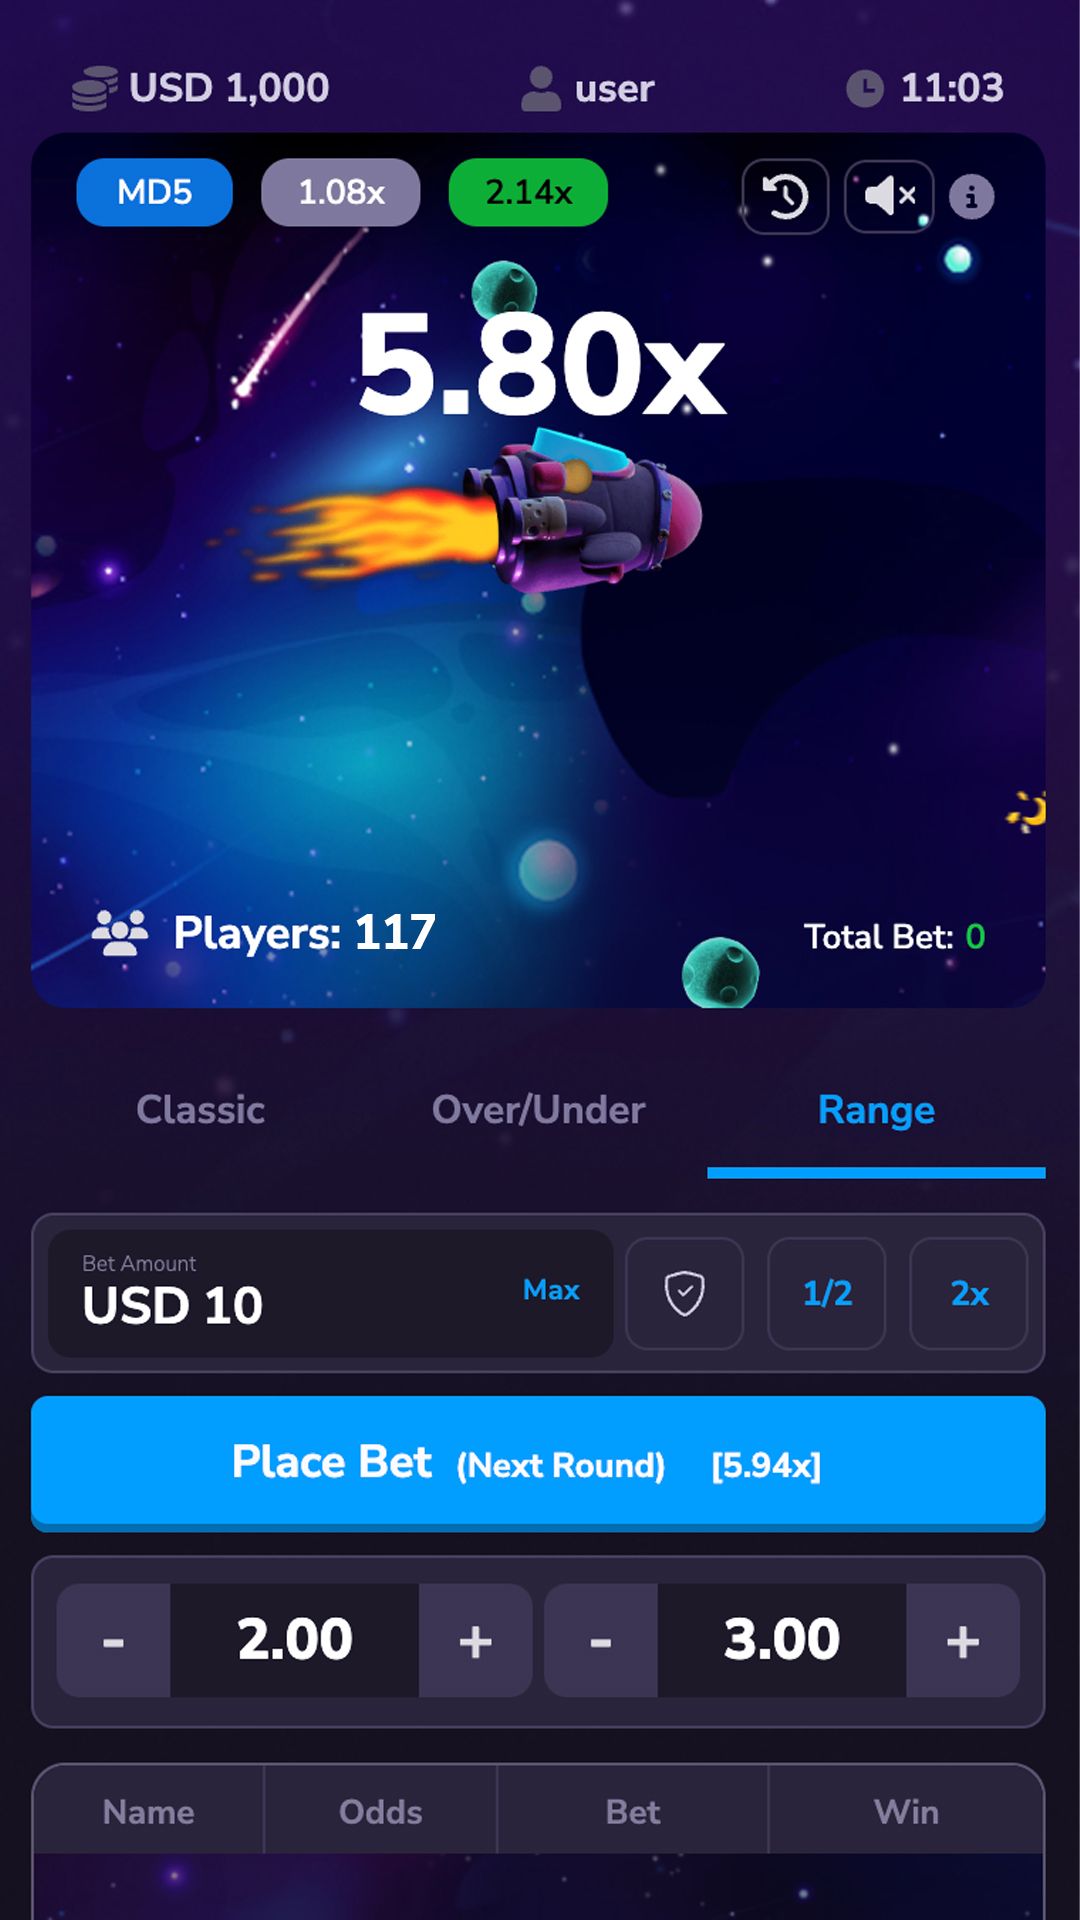 USD 1,000 user 11:03
MD5 1.08x 2.14x
5.80x
Players: 117 Total Bet: 0
Classic Over/Under Range
Bet Amount
USD 10 Max 1/2 2x
Place Bet (Next Round) [5.94x]
- 2.00 + - 3.00 +
Name Odds Bet Win